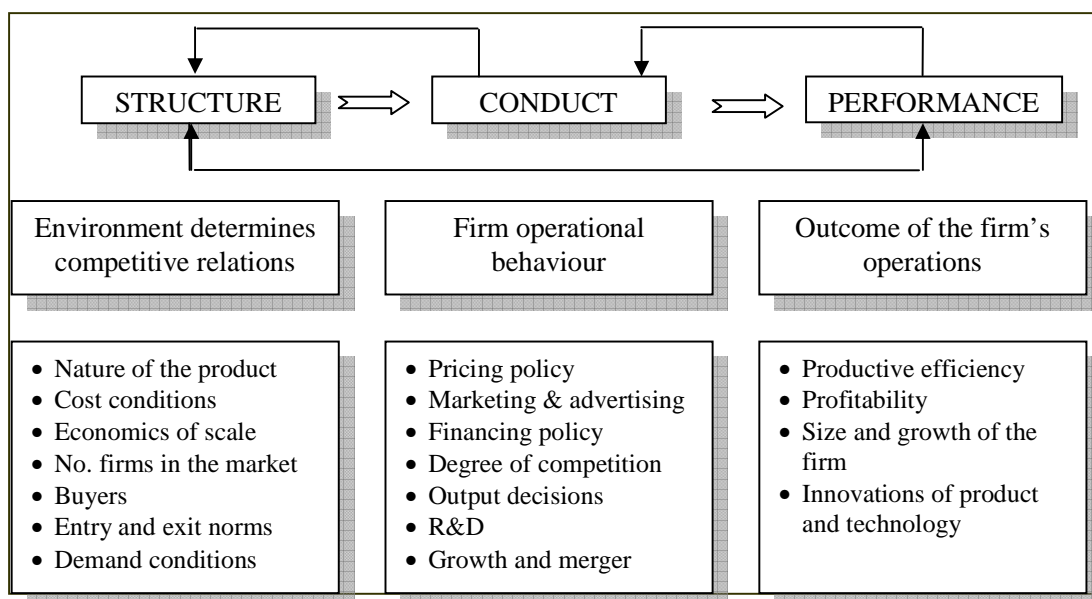 STRUCTURE
CONDUCT
PERFORMANCE
Environment determines
competitive relations
Firm operational
behaviour
Outcome of the firm's
operations
• Nature of the product
• Cost conditions
• Economics of scale
• No. firms in the market
• Buyers
• Entry and exit norms
• Demand conditions
• Pricing policy
• Marketing & advertising
• Financing policy
• Degree of competition
• Output decisions
• R&D
• Growth and merger
• Productive efficiency
• Profitability
• Size and growth of the
firm
• Innovations of product
and technology